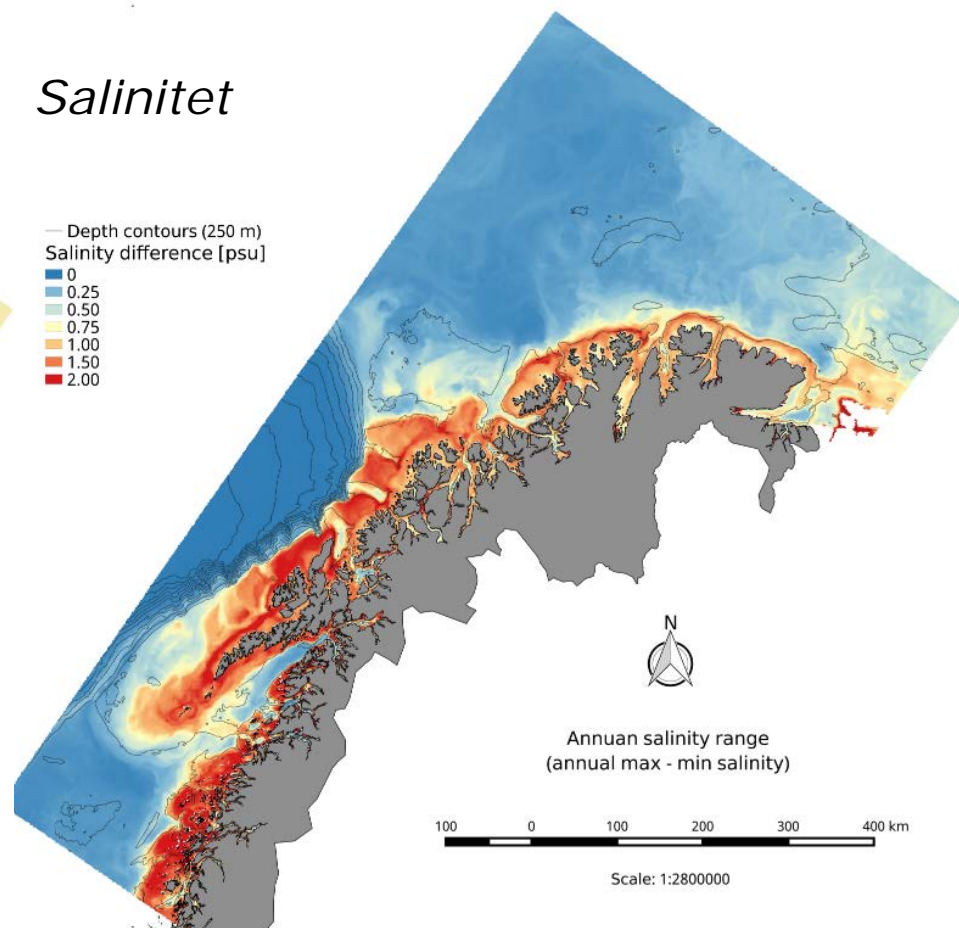 Salinitet
Depth contours (250 m)
Salinity difference [psu]
0
0.25
0.50
0.75
1.00
1.50
2.00
N
Annuan salinity range
(annual max - min salinity)
100 0 100 200 300 400 km
Scale: 1:2800000